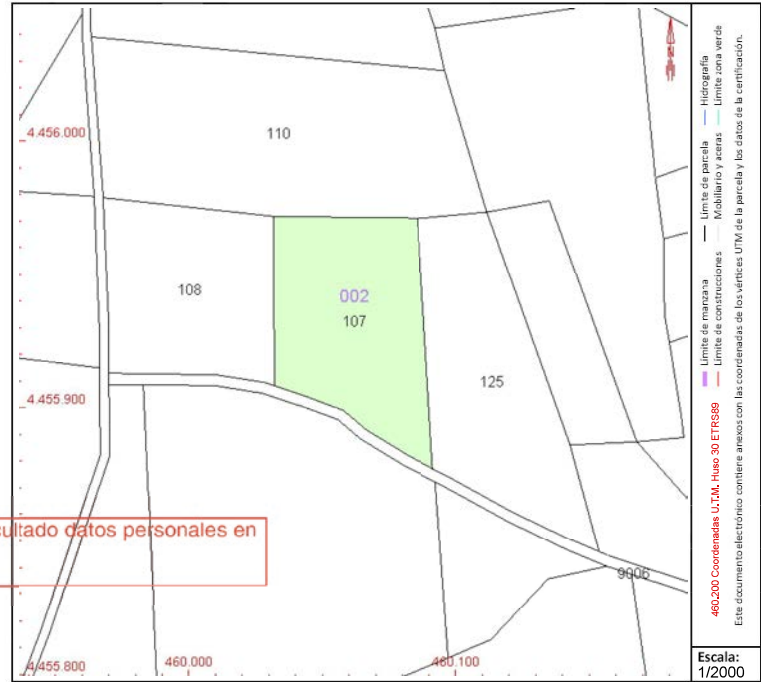 4.456.000
110
108
002
107
125
4.455.900
cultado datos personales en
9006
4.455.800
460.000
460.100
Límite de manzana
Límite de parcela
Hidrografía
Límite de construcciones
Mobiliario y aceras
Límite zona verde
460.200 Coordenadas U.T.M. Huso 30 ETRS89
Este documento electrónico contiene anexos con las coordenadas de los vértices UTM de la parcela y los datos de la certificación.
Escala:
1/2000